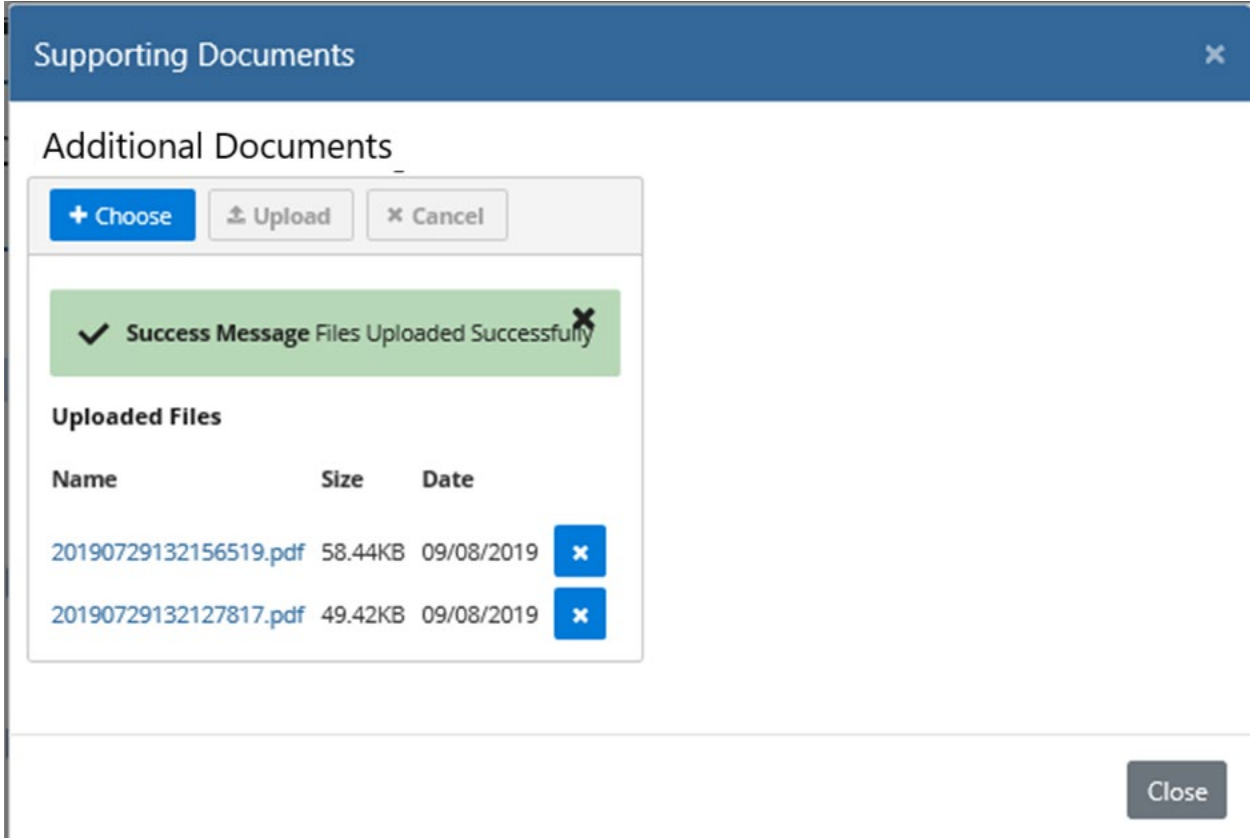 Supporting Documents
Additional Documents
Choose Upload Cancel
Success Message Files Uploaded Successfully
Uploaded Files
Name Size Date
20190729132156519.pdf 58.44KB 09/08/2019
20190729132127817.pdf 49.42KB 09/08/2019
Close